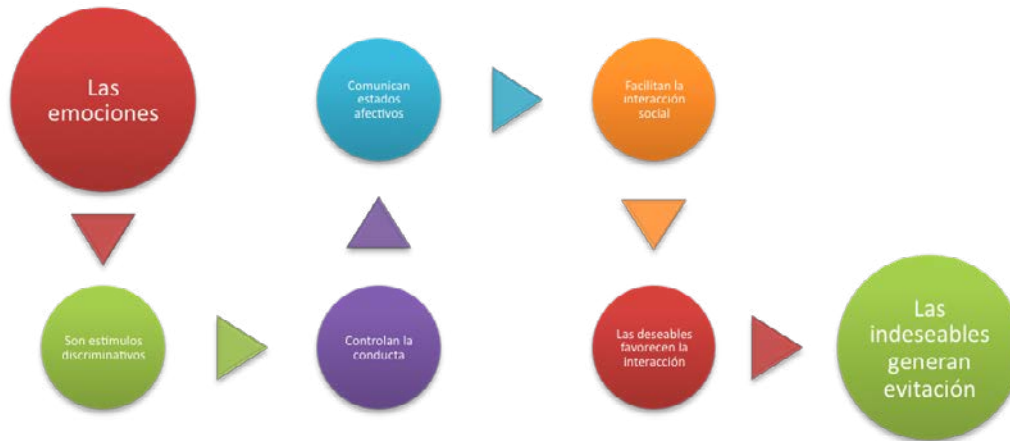 Las
emociones
Son estímulos
discriminativos
Controlan la
conducta
Comunican
estados
afectivos
Facilitan la
interacción
social
Las deseables
favorecen la
interacción
Las
indeseables
generan
evitación